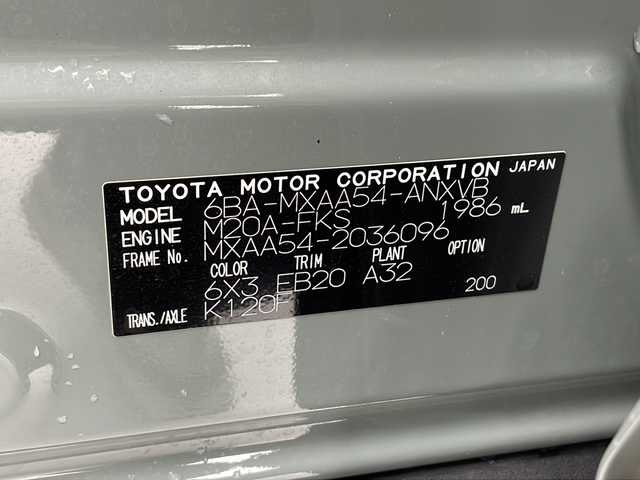 TOYOTA MOTOR CORPORATION JAPAN
MODEL 6BA-MXAA54-ANXVB
ENGINE M20A-FKS 1986 mL
FRAME No. MXAA54-2036096
COLOR TRIM PLANT OPTION
6X3 EB20 A32 200
TRANS./AXLE K120F